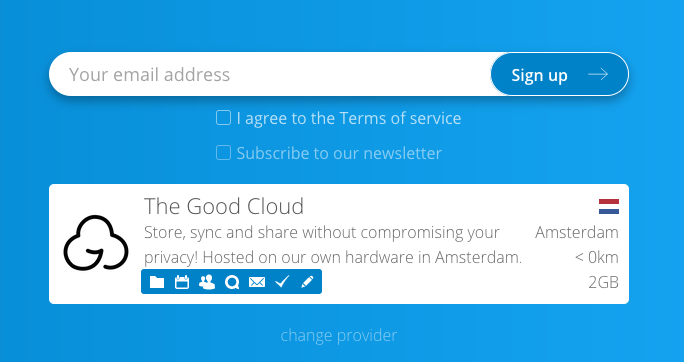 Your email address
Sign up
I agree to the Terms of service
Subscribe to our newsletter
The Good Cloud
Store, sync and share without compromising your Amsterdam
privacy! Hosted on our own hardware in Amsterdam. < 0km
2GB
change provider